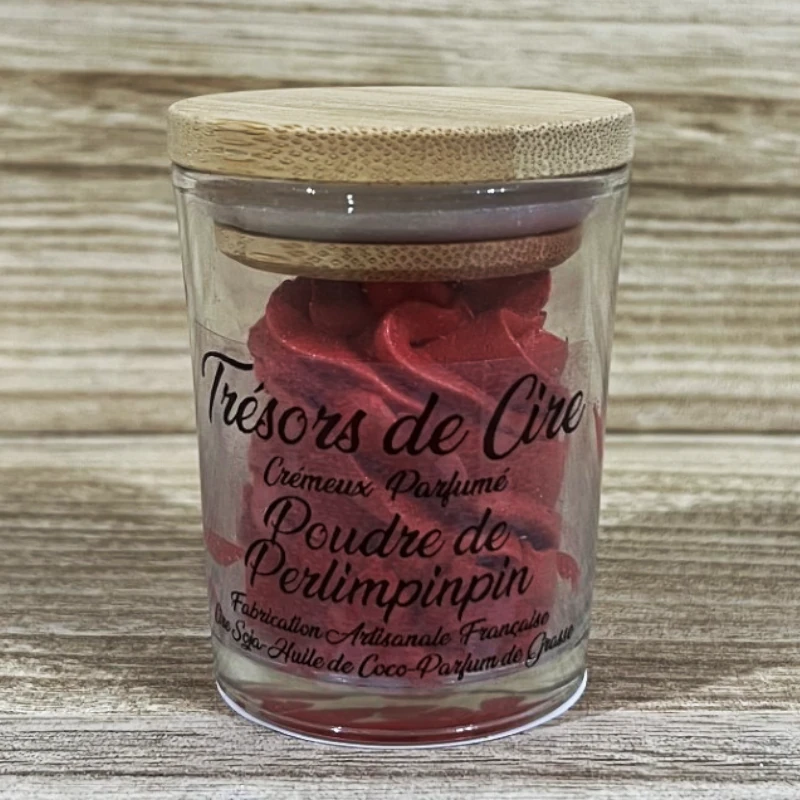 Trésors de Cire
Crémeux Parfumé
Poudre de
Perlimpinpin
Fabrication Artisanale Française
Cire Soja-Huile de Coco-Parfum de Grasse